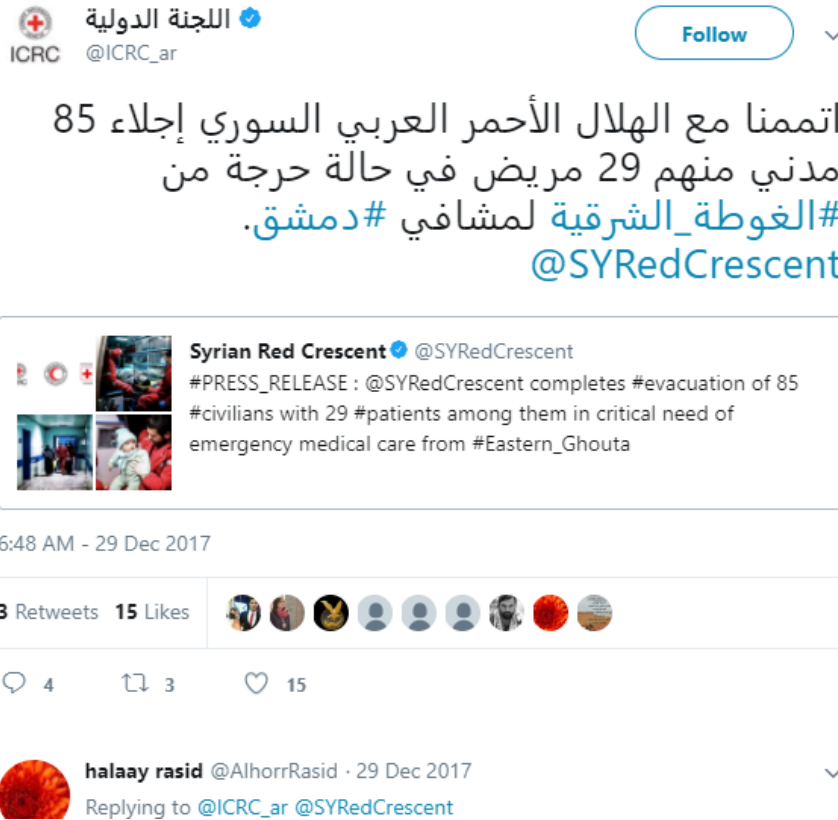 اللجنة الدولية
ICRC
@ICRC_ar
Follow
اتممنا مع الهلال الأحمر العربي السوري إجلاء 85
مدني منهم 29 مريض في حالة حرجة من
#الغوطة_الشرقية لمشافي #دمشق.
@SYRedCrescent
Syrian Red Crescent @SYRedCrescent
#PRESS_RELEASE : @SYRedCrescent completes #evacuation of 85
#civilians with 29 #patients among them in critical need of
emergency medical care from #Eastern_Ghouta
6:48 AM - 29 Dec 2017
3 Retweets 15 Likes
4 3 15
halaay rasid @AlhorrRasid · 29 Dec 2017
Replying to @ICRC_ar @SYRedCrescent